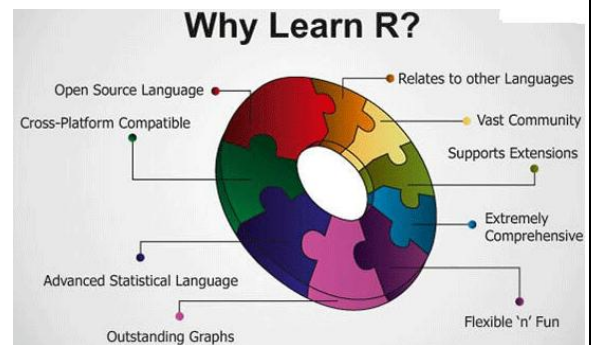 Why Learn R?
Open Source Language
Relates to other Languages
Cross-Platform Compatible
Vast Community
Supports Extensions
Extremely
Comprehensive
Advanced Statistical Language
Flexible 'n' Fun
Outstanding Graphs